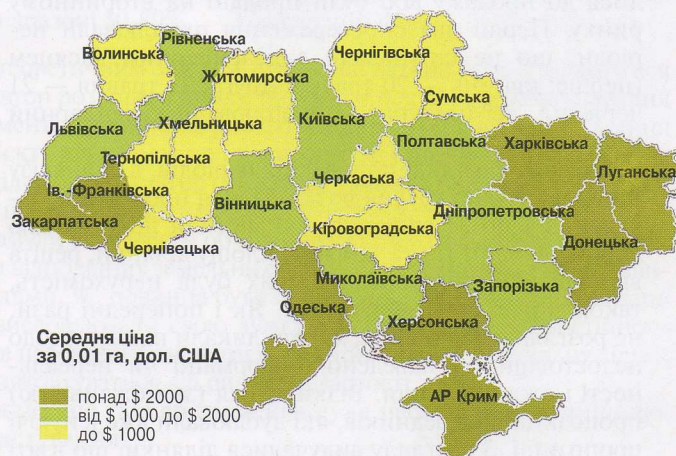 Волинська
Рівненська
Житомирська
Чернігівська
Сумська
Львівська
Хмельницька
Київська
Полтавська
Харківська
Луганська
Тернопільська
Ів.-Франківська
Закарпатська
Чернівецька
Вінницька
Черкаська
Кіровоградська
Дніпропетровська
Донецька
Миколаївська
Запорізька
Одеська
Херсонська
АР Крим
Середня ціна
за 0,01 га, дол. США
понад $ 2000
від $ 1000 до $ 2000
до $ 1000